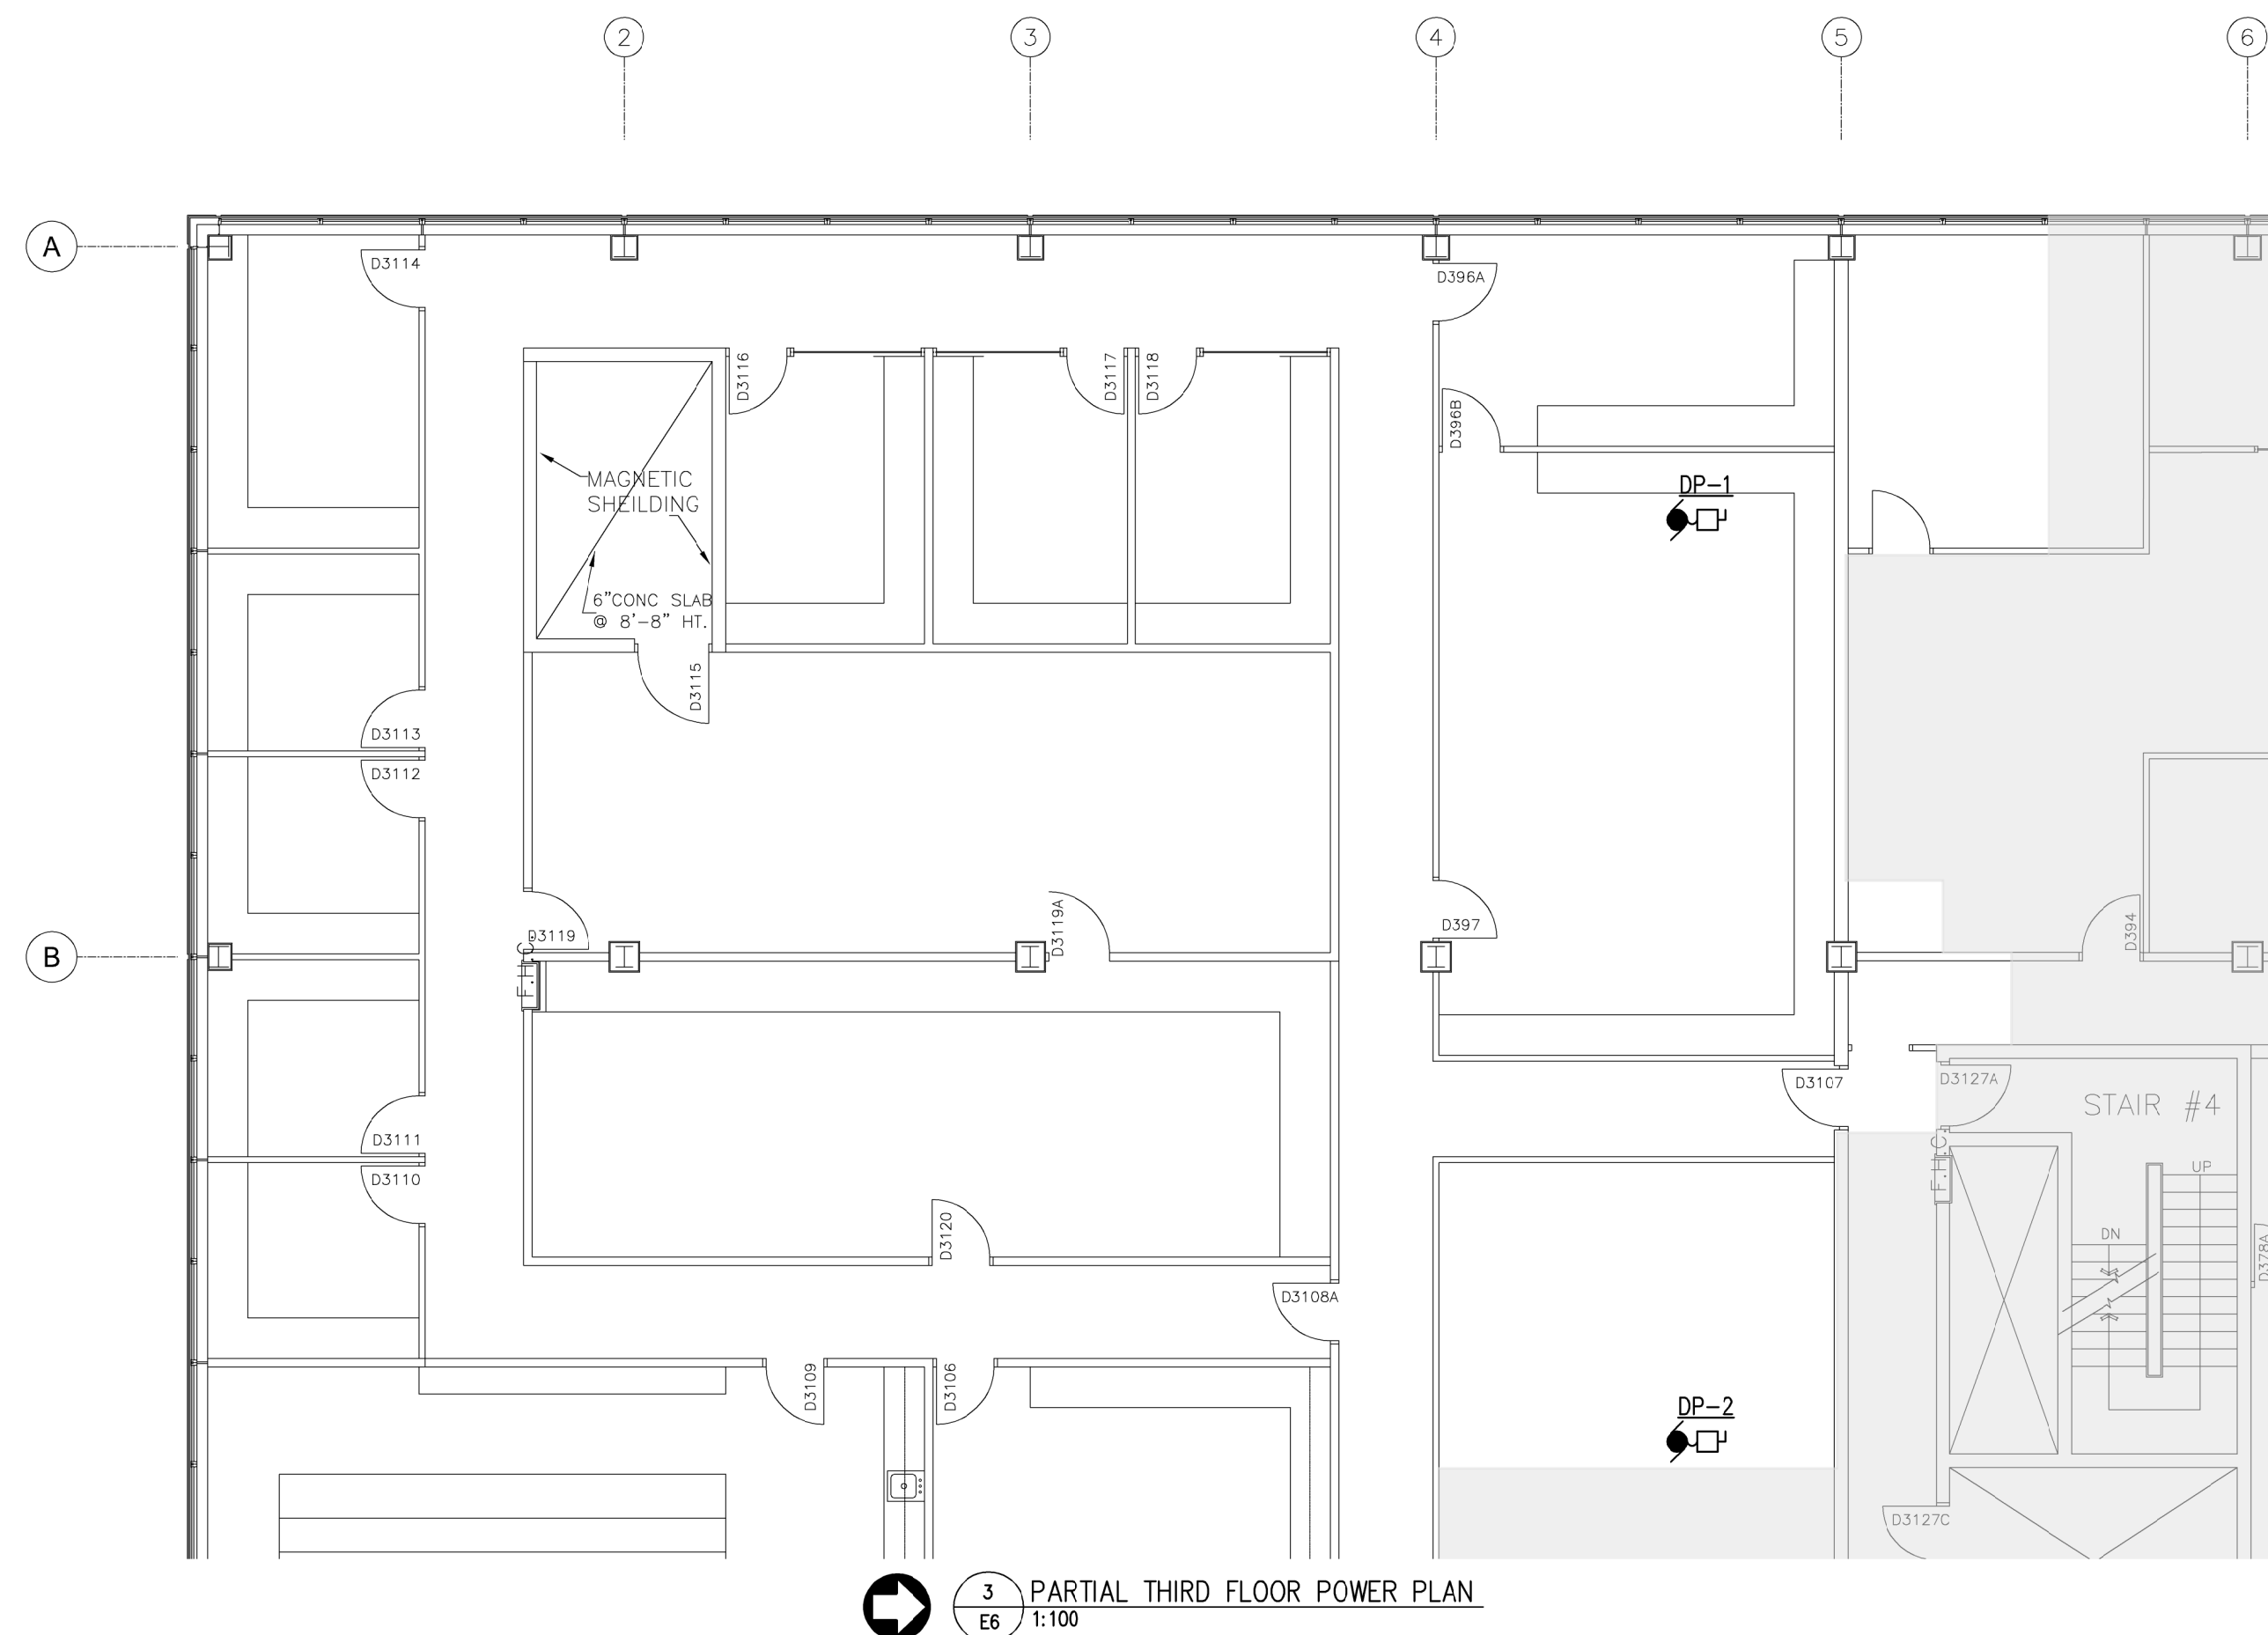 2
3
4
5
6
A
D3114
D396A
D3116
D3117
D3118
D396B
MAGNETIC
SHEILDING
DP-1
6"CONC SLAB
@ 8'-8" HT.
D3115
D3113
D3112
D3119
D3119A
D397
D394
B
F.H.C.
D3107
D3127A
STAIR #4
D3111
D3110
F.H.C.
UP
DN
D3120
D378A
D3108A
D3109
D3106
DP-2
D3127C
3
PARTIAL THIRD FLOOR POWER PLAN
E6
1:100